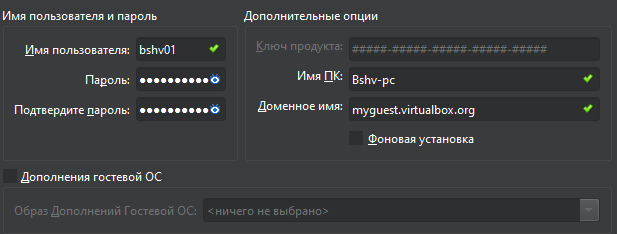 Имя пользователя и пароль
Имя пользователя: bshv01
Пароль: ●●●●●●●●●●
Подтвердите пароль: ●●●●●●●●●●
Дополнительные опции
Ключ продукта: #####-#####-#####-#####-#####
Имя ПК: Bshv-pc
Доменное имя: myguest.virtualbox.org
Фоновая установка
Дополнения гостевой ОС
Образ Дополнений Гостевой ОС: <ничего не выбрано>